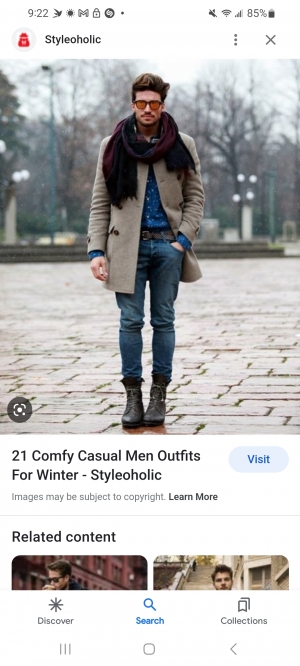 9:22
85%
Styleoholic
21 Comfy Casual Men Outfits
For Winter - Styleoholic
Visit
Images may be subject to copyright. Learn More
Related content
Discover
Search
Collections